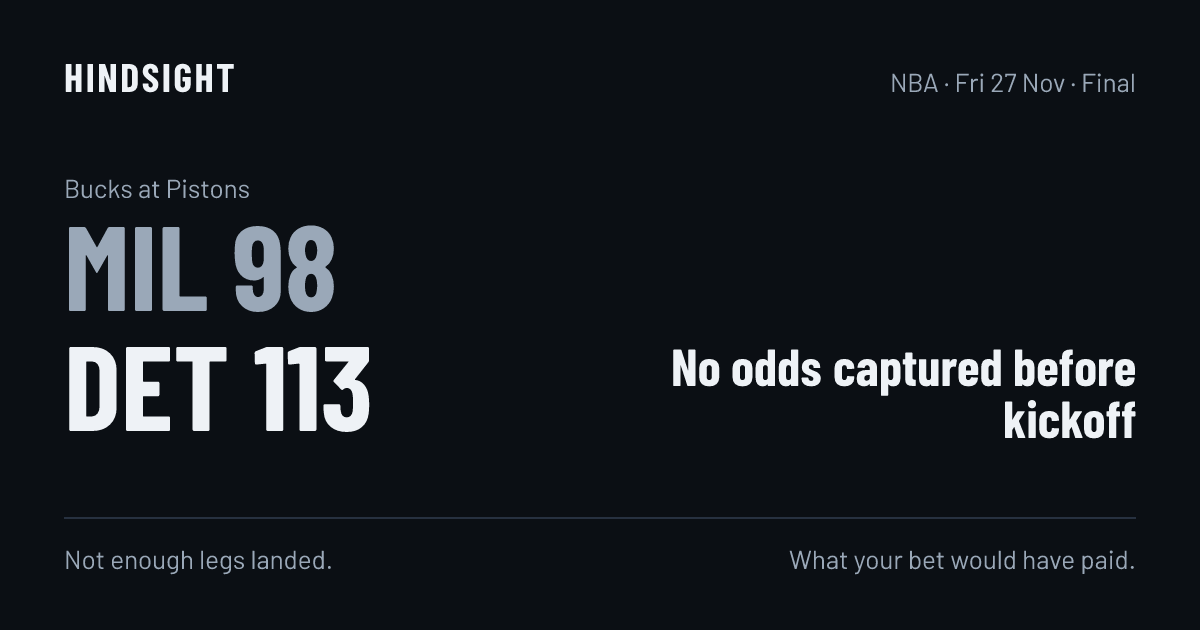 HINDSIGHT
NBA · Fri 27 Nov · Final
Bucks at Pistons
MIL 98
DET 113
No odds captured before
kickoff
Not enough legs landed.
What your bet would have paid.